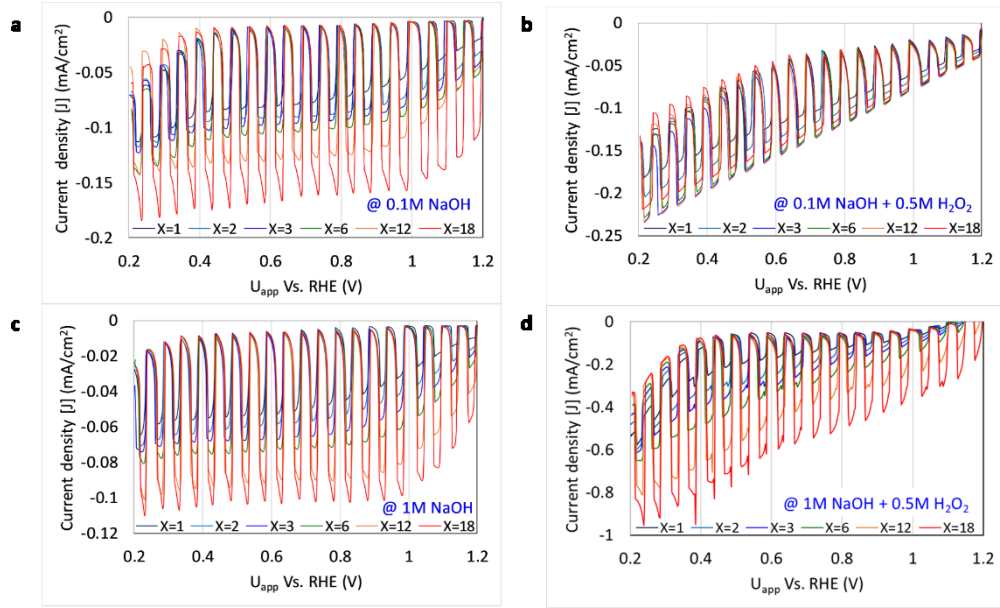 a
0
-0.05
-0.1
-0.15
-0.2
Current density [J] (mA/cm2)
@ 0.1M NaOH
X=1 X=2 X=3 X=6 X=12 X=18
0.2 0.4 0.6 0.8 1 1.2
Uapp Vs. RHE (V)
b
0
-0.05
-0.1
-0.15
-0.2
-0.25
Current density [J] (mA/cm2)
@ 0.1M NaOH + 0.5M H2O2
X=1 X=2 X=3 X=6 X=12 X=18
0.2 0.4 0.6 0.8 1 1.2
Uapp Vs. RHE (V)
c
0
-0.02
-0.04
-0.06
-0.08
-0.1
-0.12
Current density [J] (mA/cm2)
@ 1M NaOH
X=1 X=2 X=3 X=6 X=12 X=18
0.2 0.4 0.6 0.8 1 1.2
Uapp Vs. RHE (V)
d
0
-0.2
-0.4
-0.6
-0.8
-1
Current density [J] (mA/cm2)
@ 1M NaOH + 0.5M H2O2
X=1 X=2 X=3 X=6 X=12 X=18
0.2 0.4 0.6 0.8 1 1.2
Uapp Vs. RHE (V)